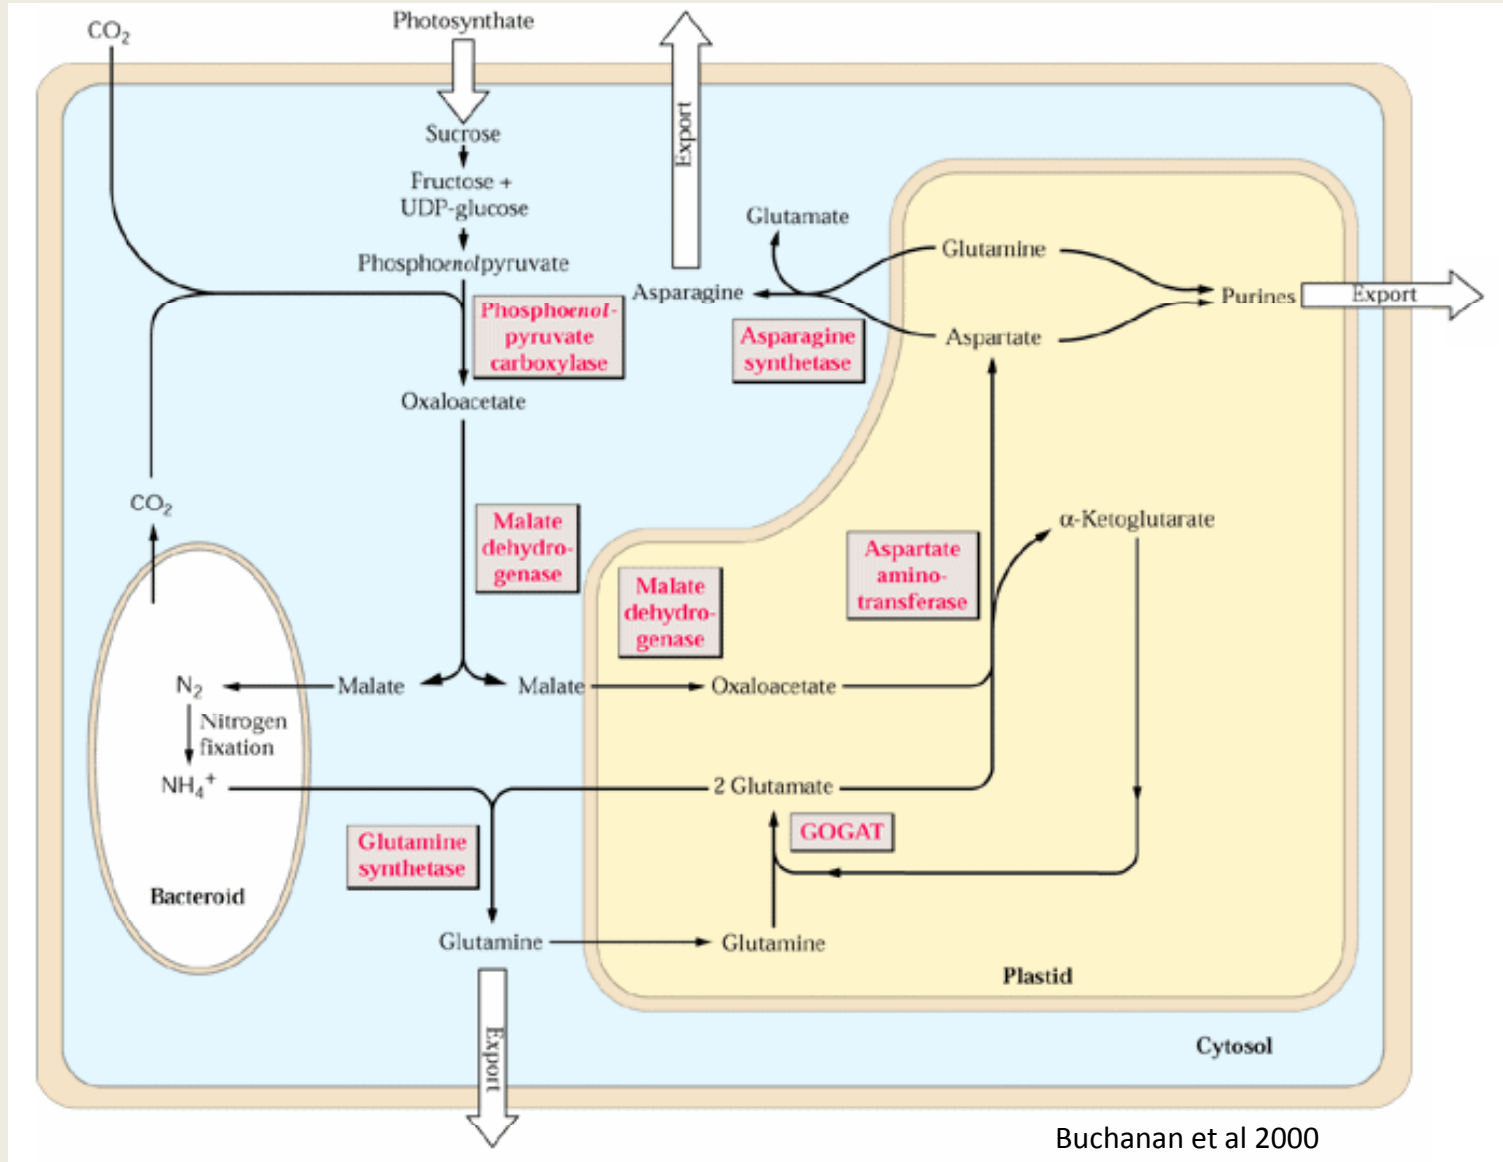 CO₂
Photosynthate
Export
Sucrose
Fructose +
UDP-glucose
Phosphoenolpyruvate
Phosphoenol-
pyruvate
carboxylase
Oxaloacetate
Glutamate
Asparagine
Asparagine
synthetase
Glutamine
Aspartate
Purines
Export
CO₂
Malate
dehydro-
genase
Malate
dehydro-
genase
Aspartate
amino-
transferase
α-Ketoglutarate
N₂
Malate
Malate
Oxaloacetate
Nitrogen
fixation
NH₄⁺
2 Glutamate
GOGAT
Glutamine
synthetase
Bacteroid
Glutamine
Glutamine
Plastid
Export
Cytosol
Buchanan et al 2000